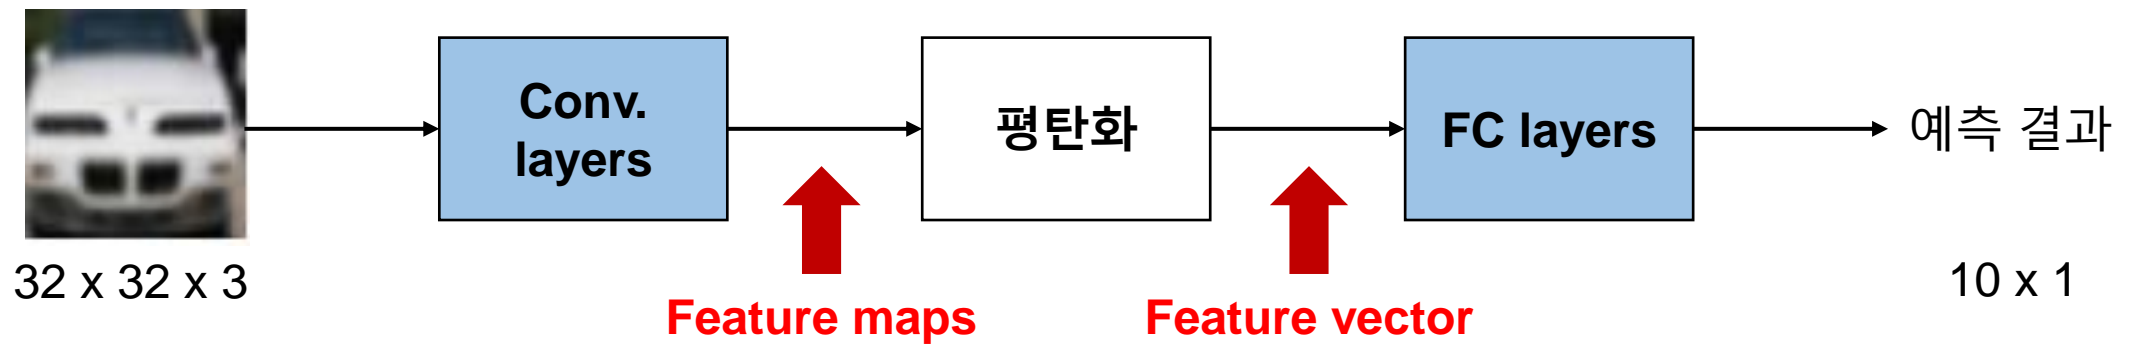 Conv.
layers
평탄화
FC layers
예측 결과
32 x 32 x 3
Feature maps
Feature vector
10 x 1